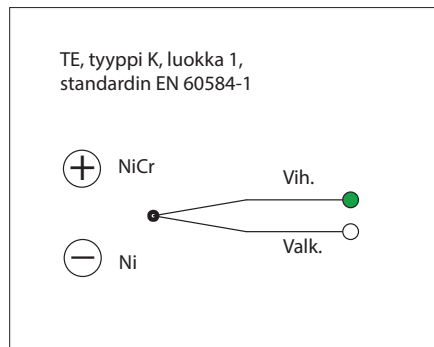 TE, tyyppi K, luokka 1,
standardin EN 60584-1
+ NiCr
Vih.
− Ni
Valk.